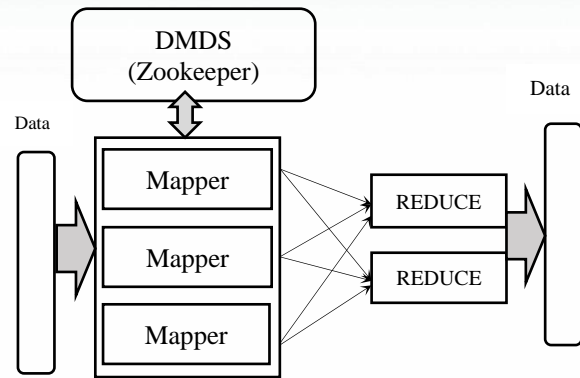 DMDS
(Zookeeper)
Data
Data
Mapper
REDUCE
Mapper
REDUCE
Mapper